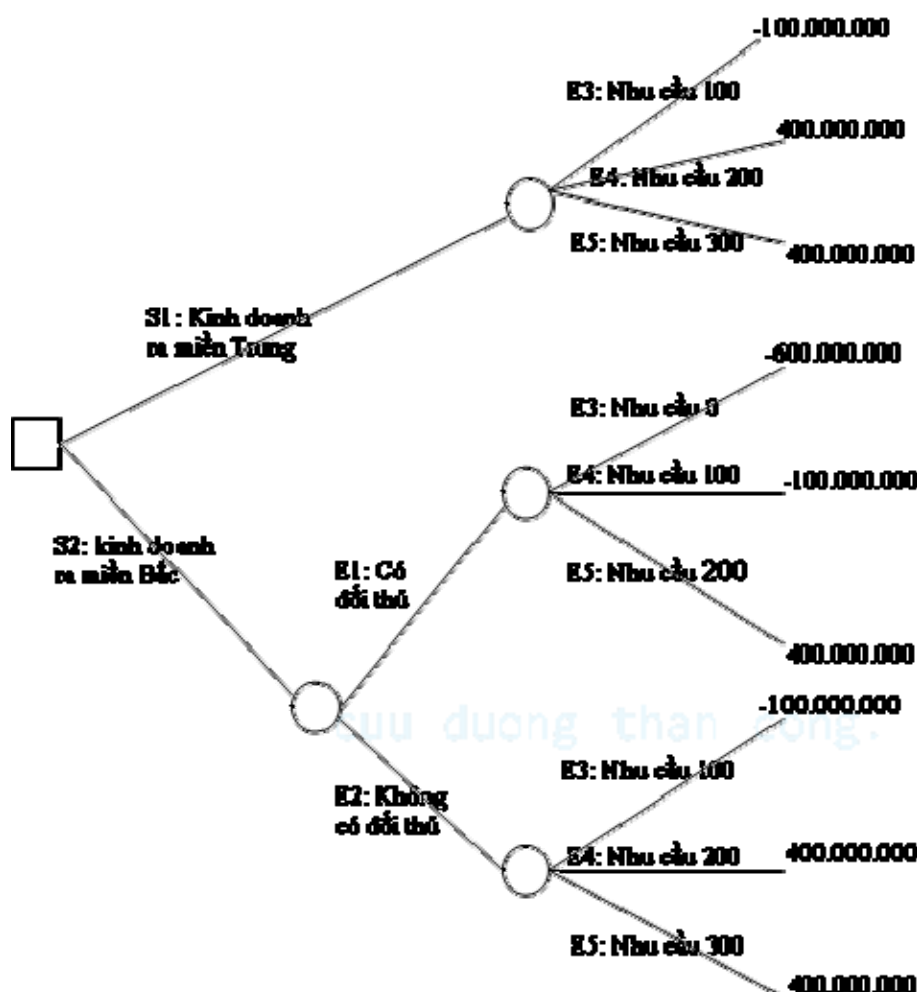 -100.000.000
E3: Nhu cầu 100
400.000.000
E4: Nhu cầu 200
E5: Nhu cầu 300
400.000.000
S1: Kinh doanh
ra miền Trung
-600.000.000
E3: Nhu cầu 0
E4: Nhu cầu 100
-100.000.000
S2: kinh doanh
ra miền Bắc
E1: Có
đối thủ
E5: Nhu cầu 200
400.000.000
-100.000.000
cuu duong than cong.
E3: Nhu cầu 100
E2: Không
có đối thủ
E4: Nhu cầu 200
400.000.000
E5: Nhu cầu 300
400.000.000